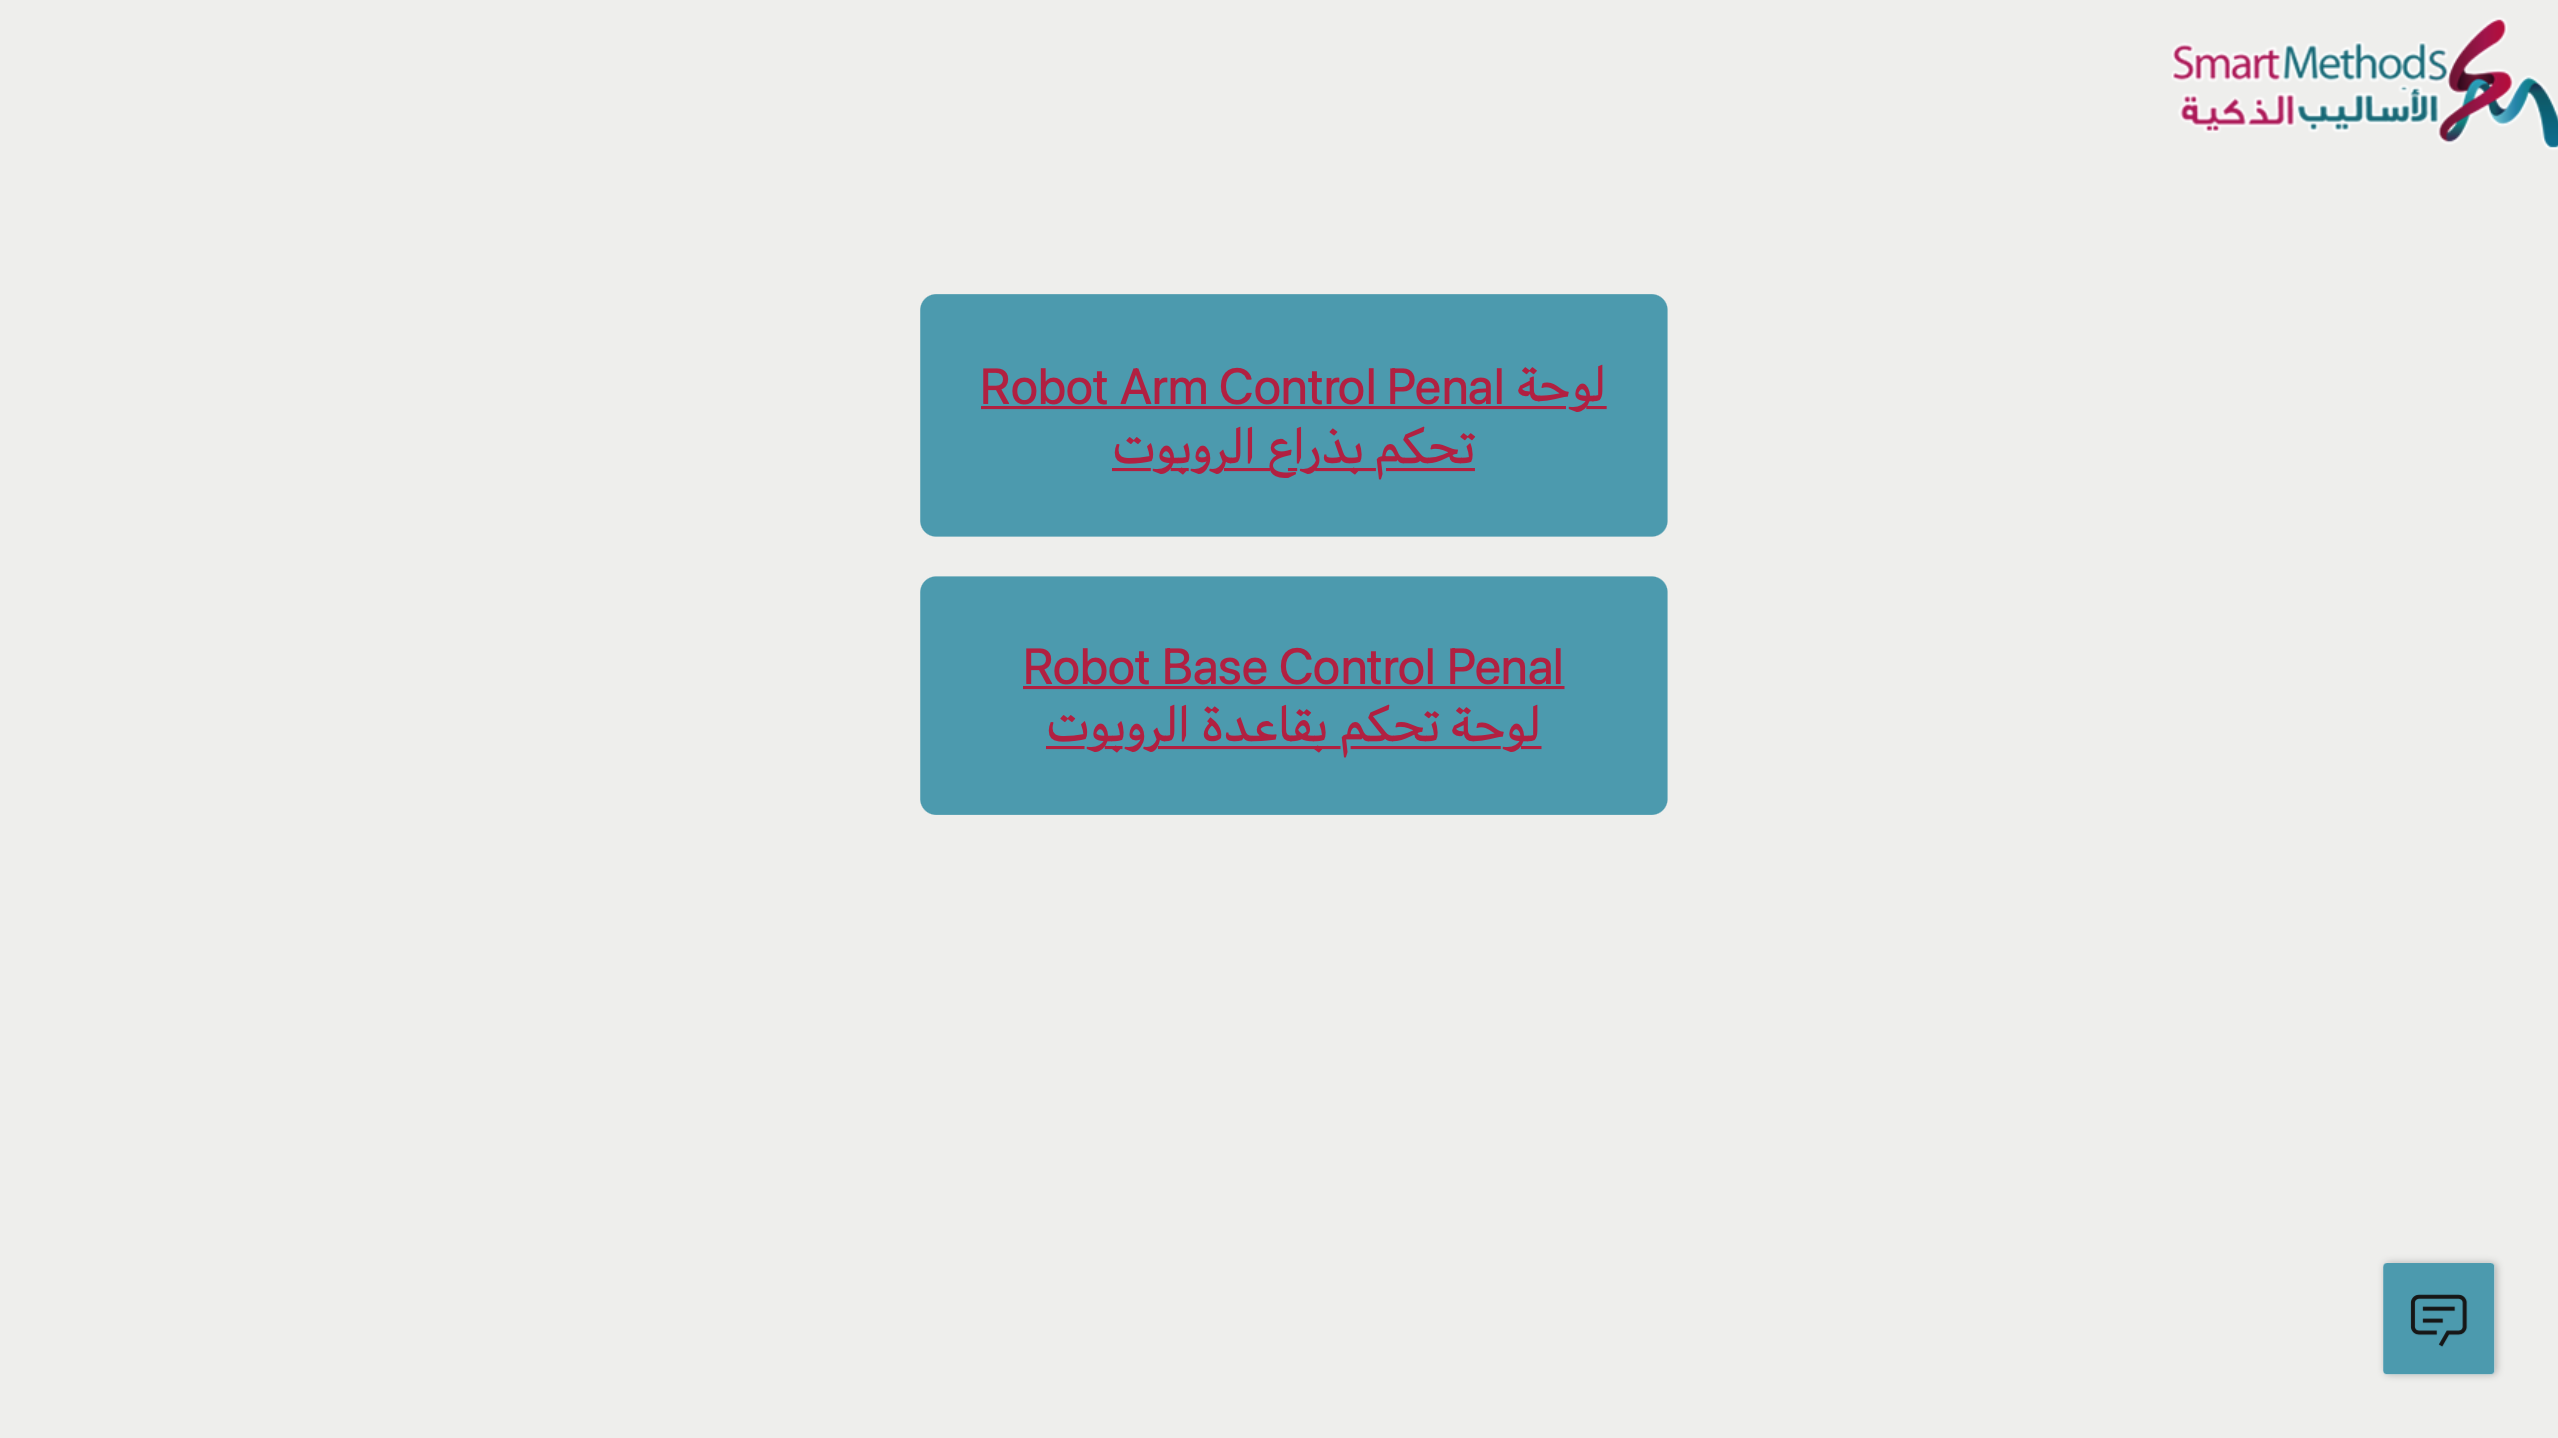 SmartMethods
الأساليب الذكية
Robot Arm Control Penal لوحة
تحكم بذراع الروبوت
Robot Base Control Penal
لوحة تحكم بقاعدة الروبوت